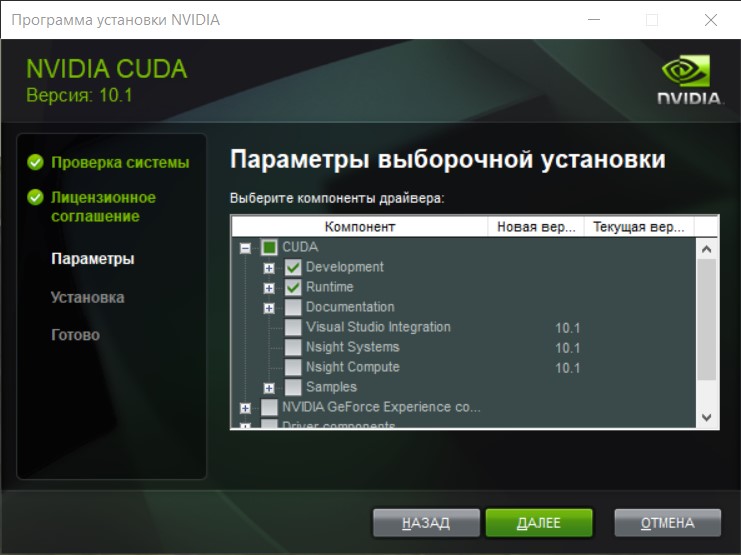 Программа установки NVIDIA
NVIDIA CUDA
Версия: 10.1
NVIDIA.
Проверка системы
Лицензионное
соглашение
Параметры
Установка
Готово
Параметры выборочной установки
Выберите компоненты драйвера:
Компонент Новая вер... Текущая вер...
CUDA
Development
Runtime
Documentation
Visual Studio Integration 10.1
Nsight Systems 10.1
Nsight Compute 10.1
Samples
NVIDIA GeForce Experience co...
Driver components
НАЗАД ДАЛЕЕ ОТМЕНА